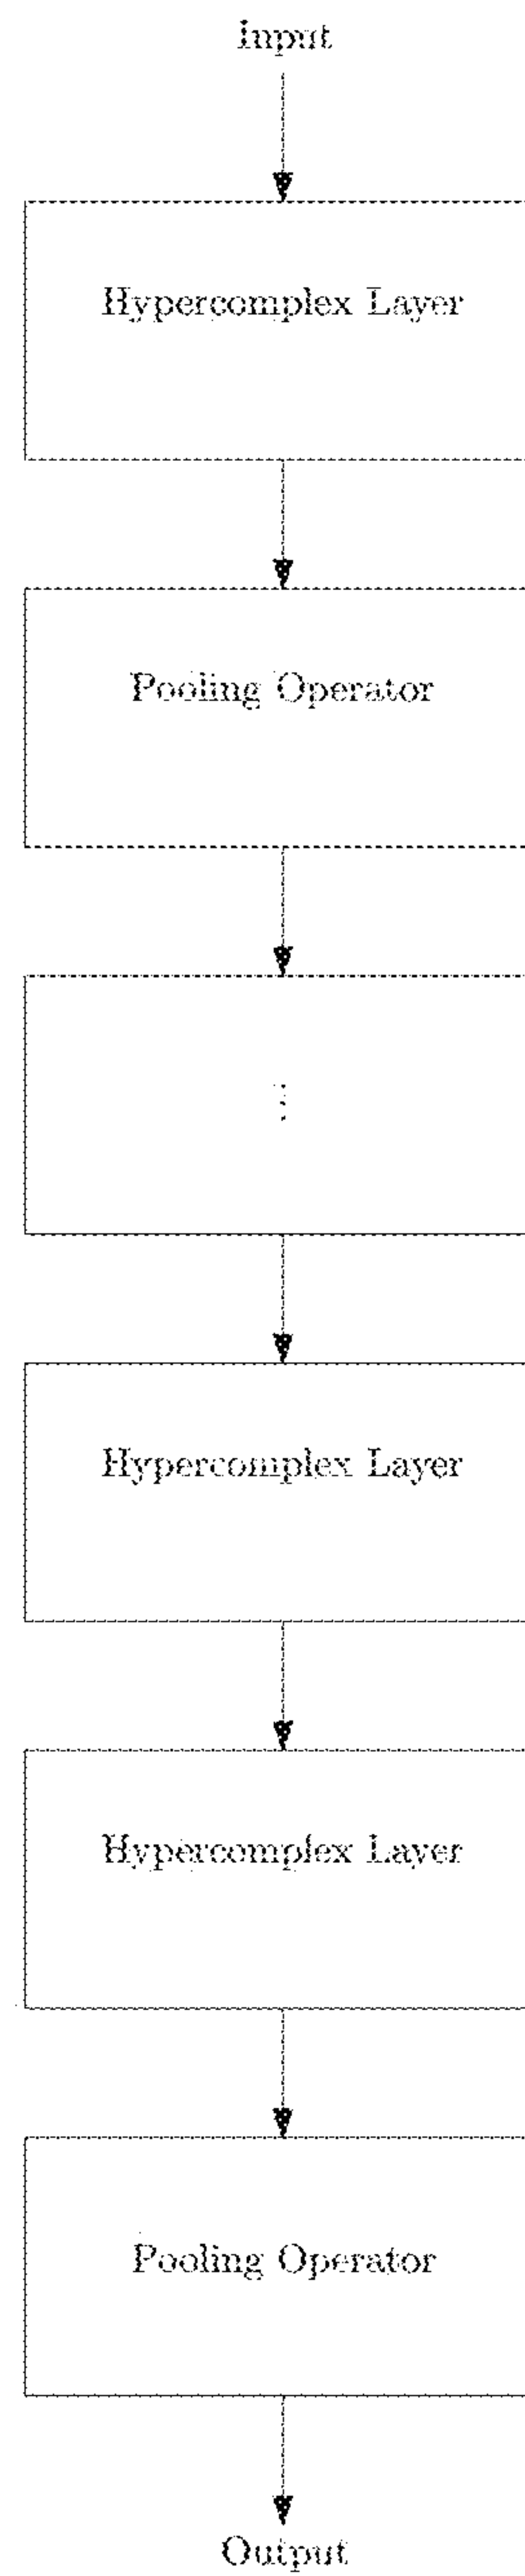 Input
Hypercomplex Layer
Pooling Operator
⋮
Hypercomplex Layer
Hypercomplex Layer
Pooling Operator
Output